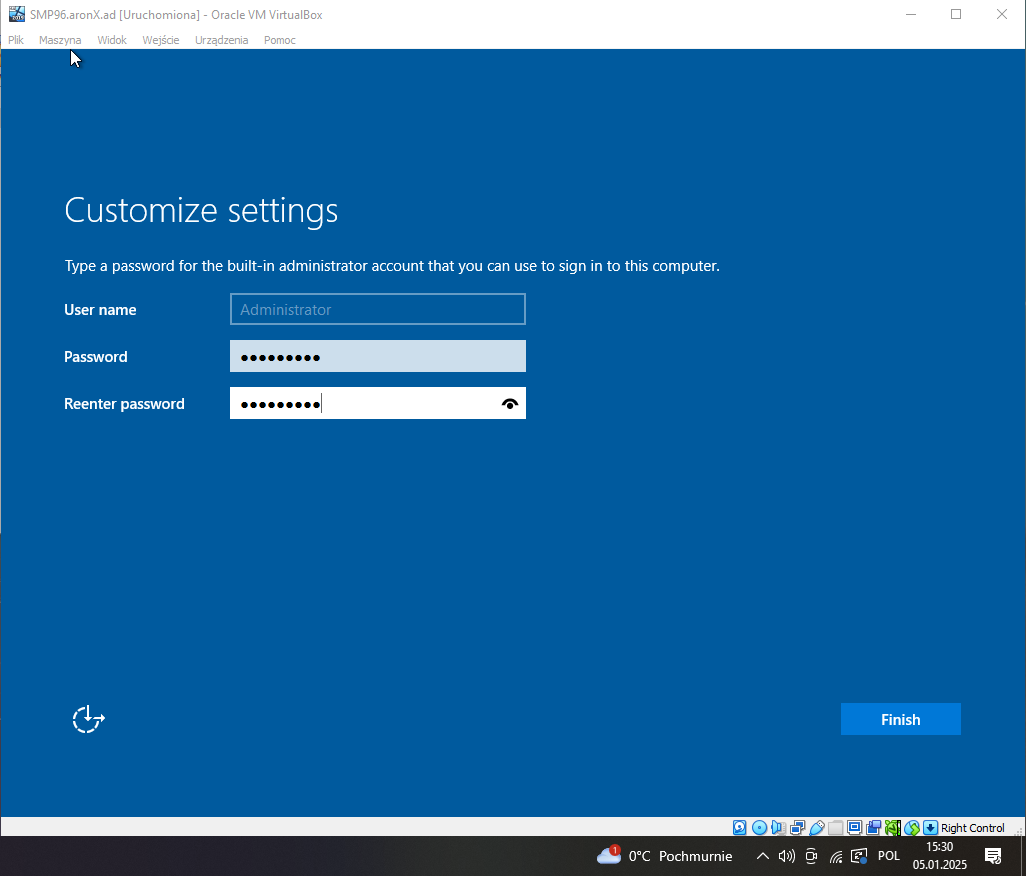 SMP96.aronX.ad [Uruchomiona] - Oracle VM VirtualBox
Plik Maszyna Widok Wejście Urządzenia Pomoc
Customize settings
Type a password for the built-in administrator account that you can use to sign in to this computer.
User name Administrator
Password ●●●●●●●●●
Reenter password ●●●●●●●●●
Finish
Right Control
1 0°C Pochmurnie POL 15:30
05.01.2025